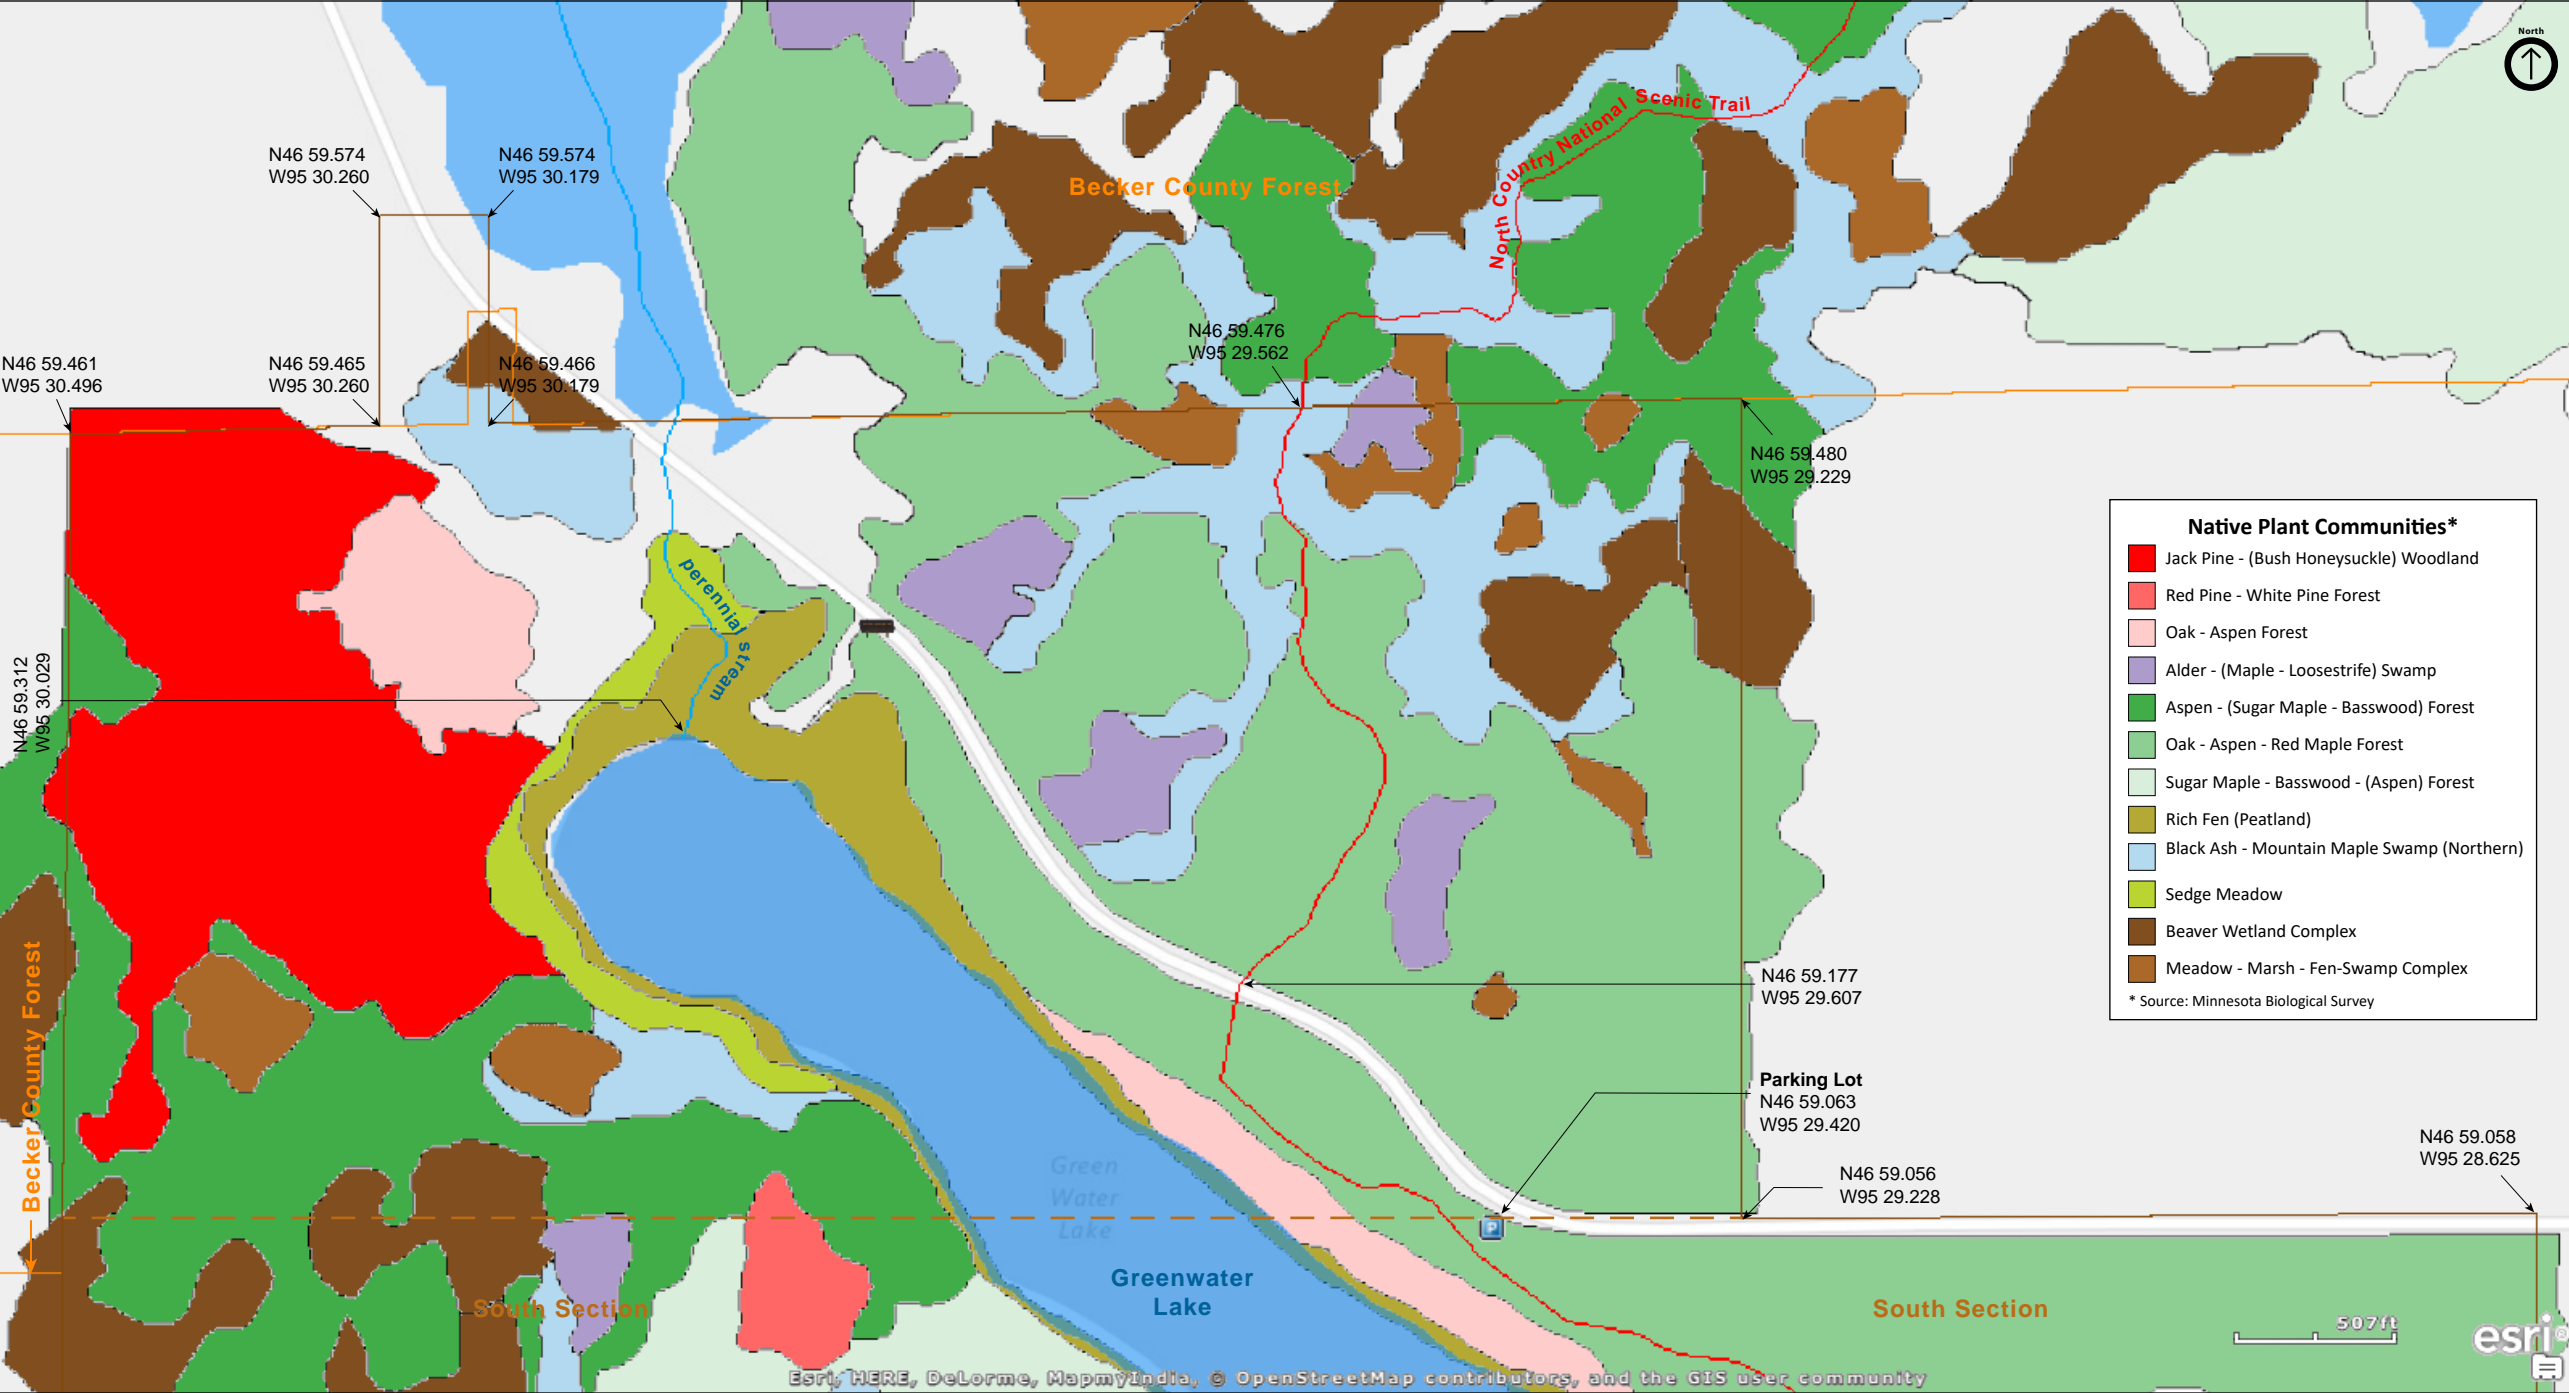 North
North Country National Scenic Trail
N46 59.574
W95 30.260
N46 59.574
W95 30.179
Becker County Forest
N46 59.476
W95 29.562
N46 59.461
W95 30.496
N46 59.465
W95 30.260
N46 59.466
W95 30.179
N46 59.480
W95 29.229
Native Plant Communities*
Jack Pine - (Bush Honeysuckle) Woodland
Red Pine - White Pine Forest
Oak - Aspen Forest
Alder - (Maple - Loosestrife) Swamp
Aspen - (Sugar Maple - Basswood) Forest
Oak - Aspen - Red Maple Forest
Sugar Maple - Basswood - (Aspen) Forest
Rich Fen (Peatland)
Black Ash - Mountain Maple Swamp (Northern)
Sedge Meadow
Beaver Wetland Complex
Meadow - Marsh - Fen-Swamp Complex
* Source: Minnesota Biological Survey
perennial stream
N46 59.312
W95 30.029
Becker County Forest
N46 59.177
W95 29.607
Parking Lot
N46 59.063
W95 29.420
N46 59.056
W95 29.228
N46 59.058
W95 28.625
Green
Water
Lake
P
Greenwater
Lake
South Section
South Section
507ft
esri
Esri, HERE, DeLorme, MapmyIndia, © OpenStreetMap contributors, and the GIS user community